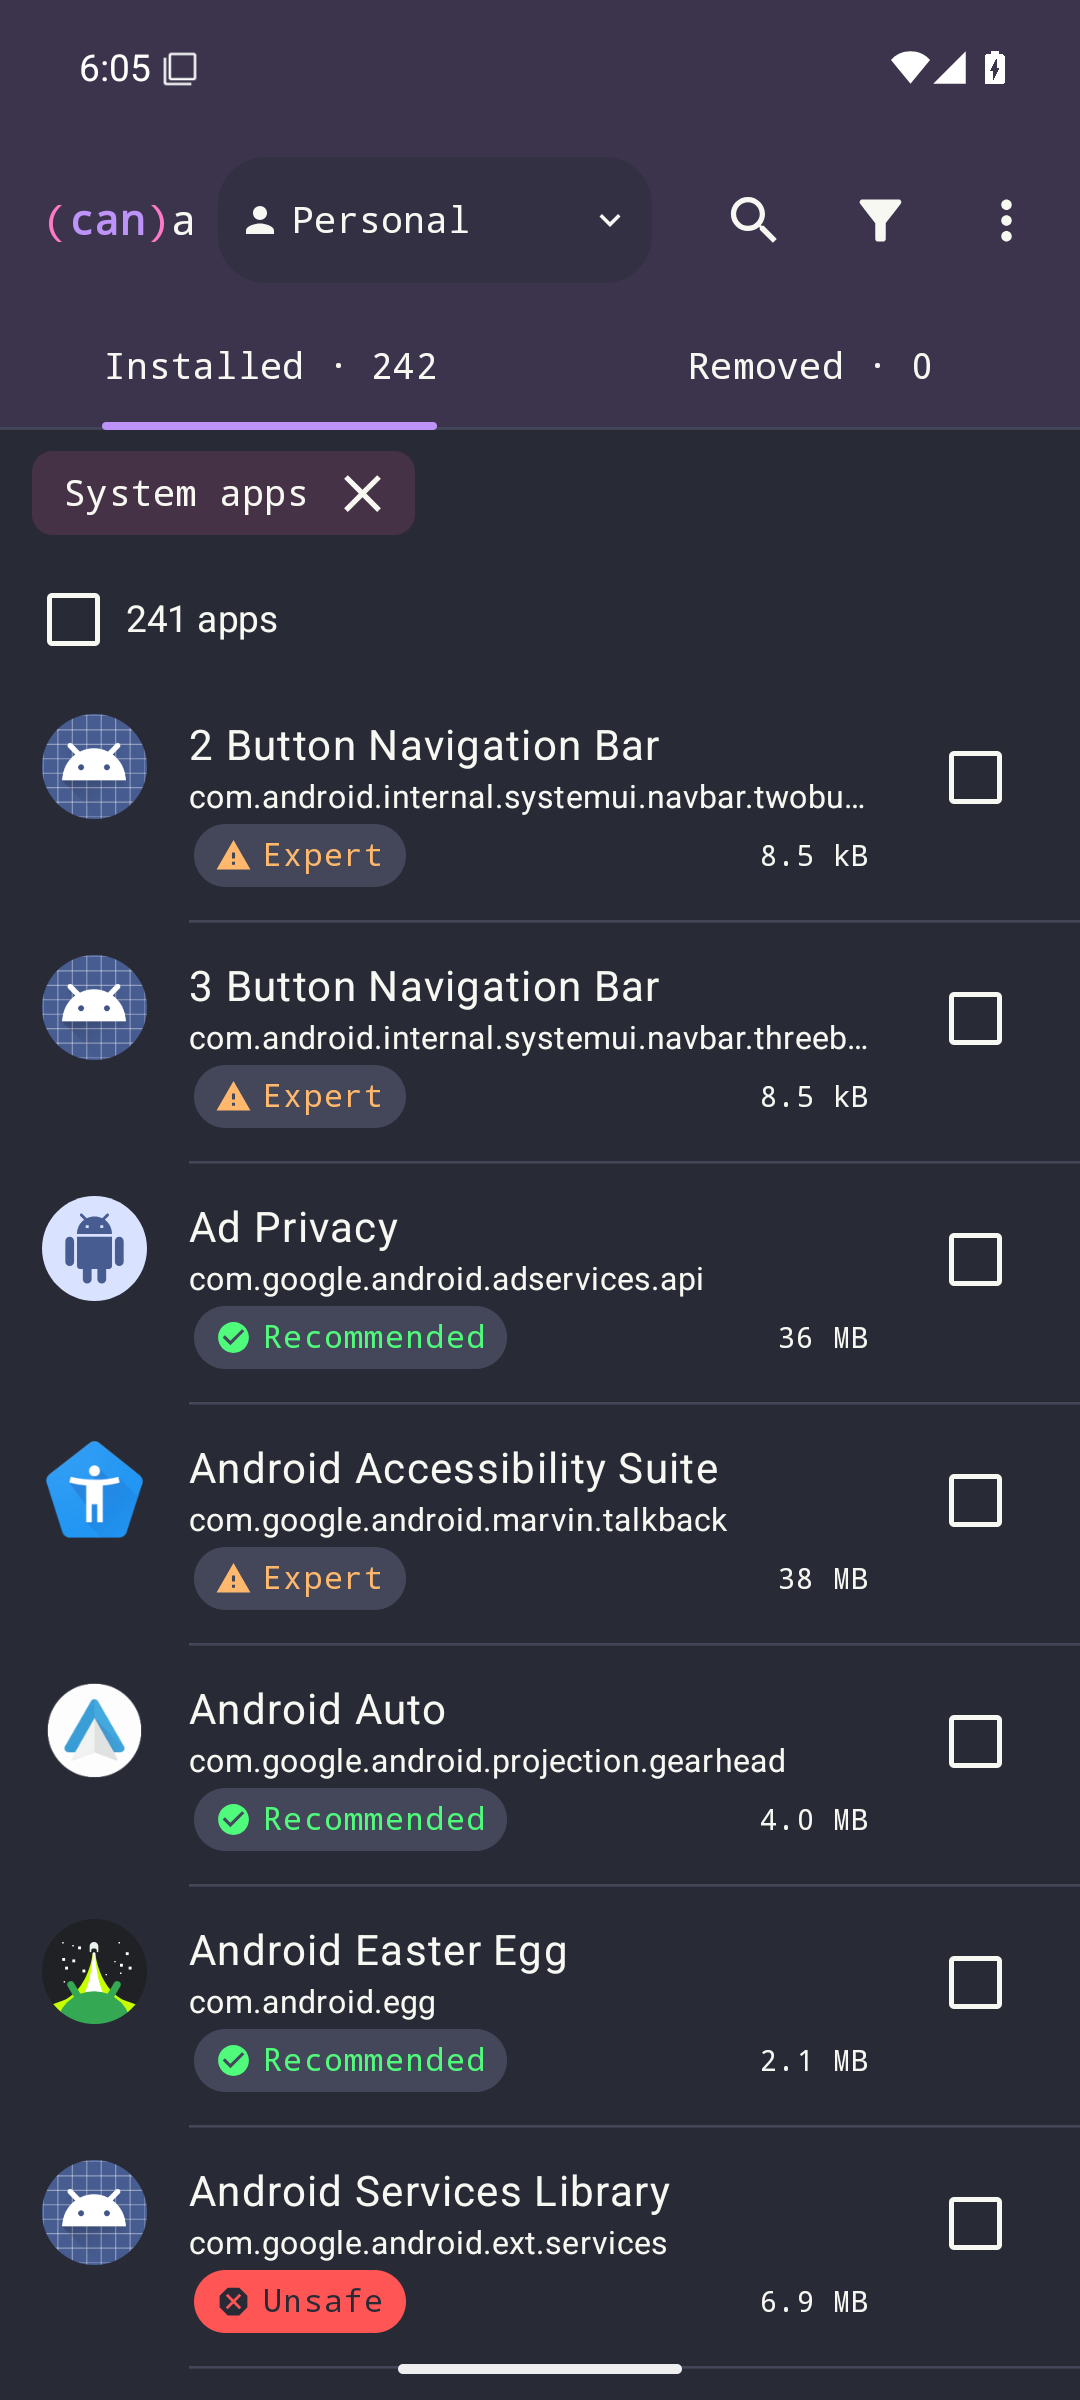 6:05
(can)a
Personal
Installed · 242
Removed · 0
System apps
241 apps
2 Button Navigation Bar
com.android.internal.systemui.navbar.twobu…
Expert
8.5 kB
3 Button Navigation Bar
com.android.internal.systemui.navbar.threeb…
Expert
8.5 kB
Ad Privacy
com.google.android.adservices.api
Recommended
36 MB
Android Accessibility Suite
com.google.android.marvin.talkback
Expert
38 MB
Android Auto
com.google.android.projection.gearhead
Recommended
4.0 MB
Android Easter Egg
com.android.egg
Recommended
2.1 MB
Android Services Library
com.google.android.ext.services
Unsafe
6.9 MB